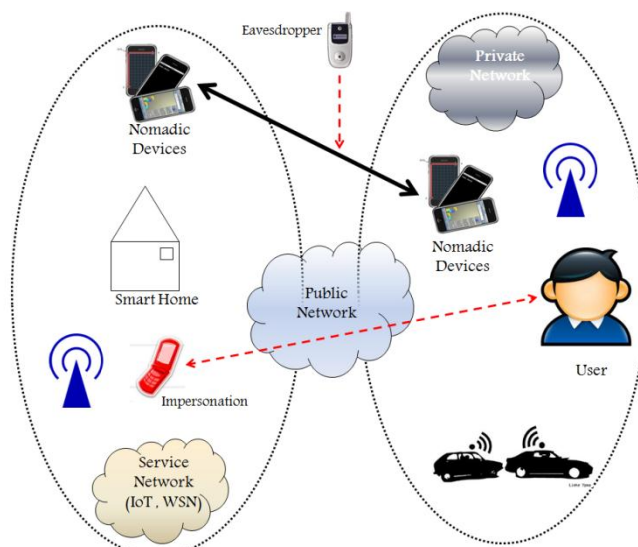 Eavesdropper
Private
Network
Nomadic
Devices
Nomadic
Devices
Smart Home
Public
Network
User
Impersonation
Service
Network
(IoT , WSN)